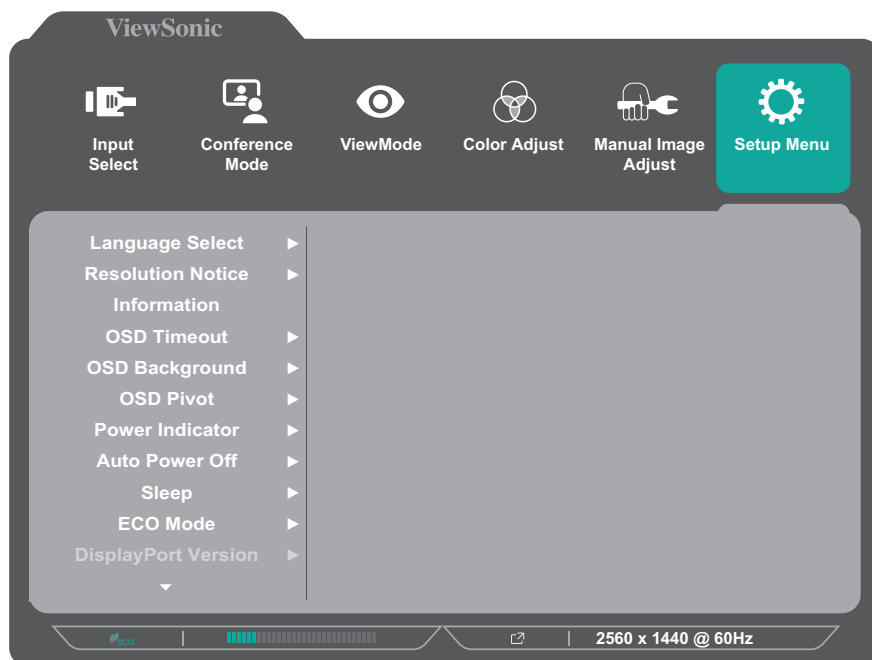 ViewSonic
Input
Select
Conference
Mode
ViewMode
Color Adjust
Manual Image
Adjust
Setup Menu
Language Select
Resolution Notice
Information
OSD Timeout
OSD Background
OSD Pivot
Power Indicator
Auto Power Off
Sleep
ECO Mode
DisplayPort Version
eco
2560 x 1440 @ 60Hz